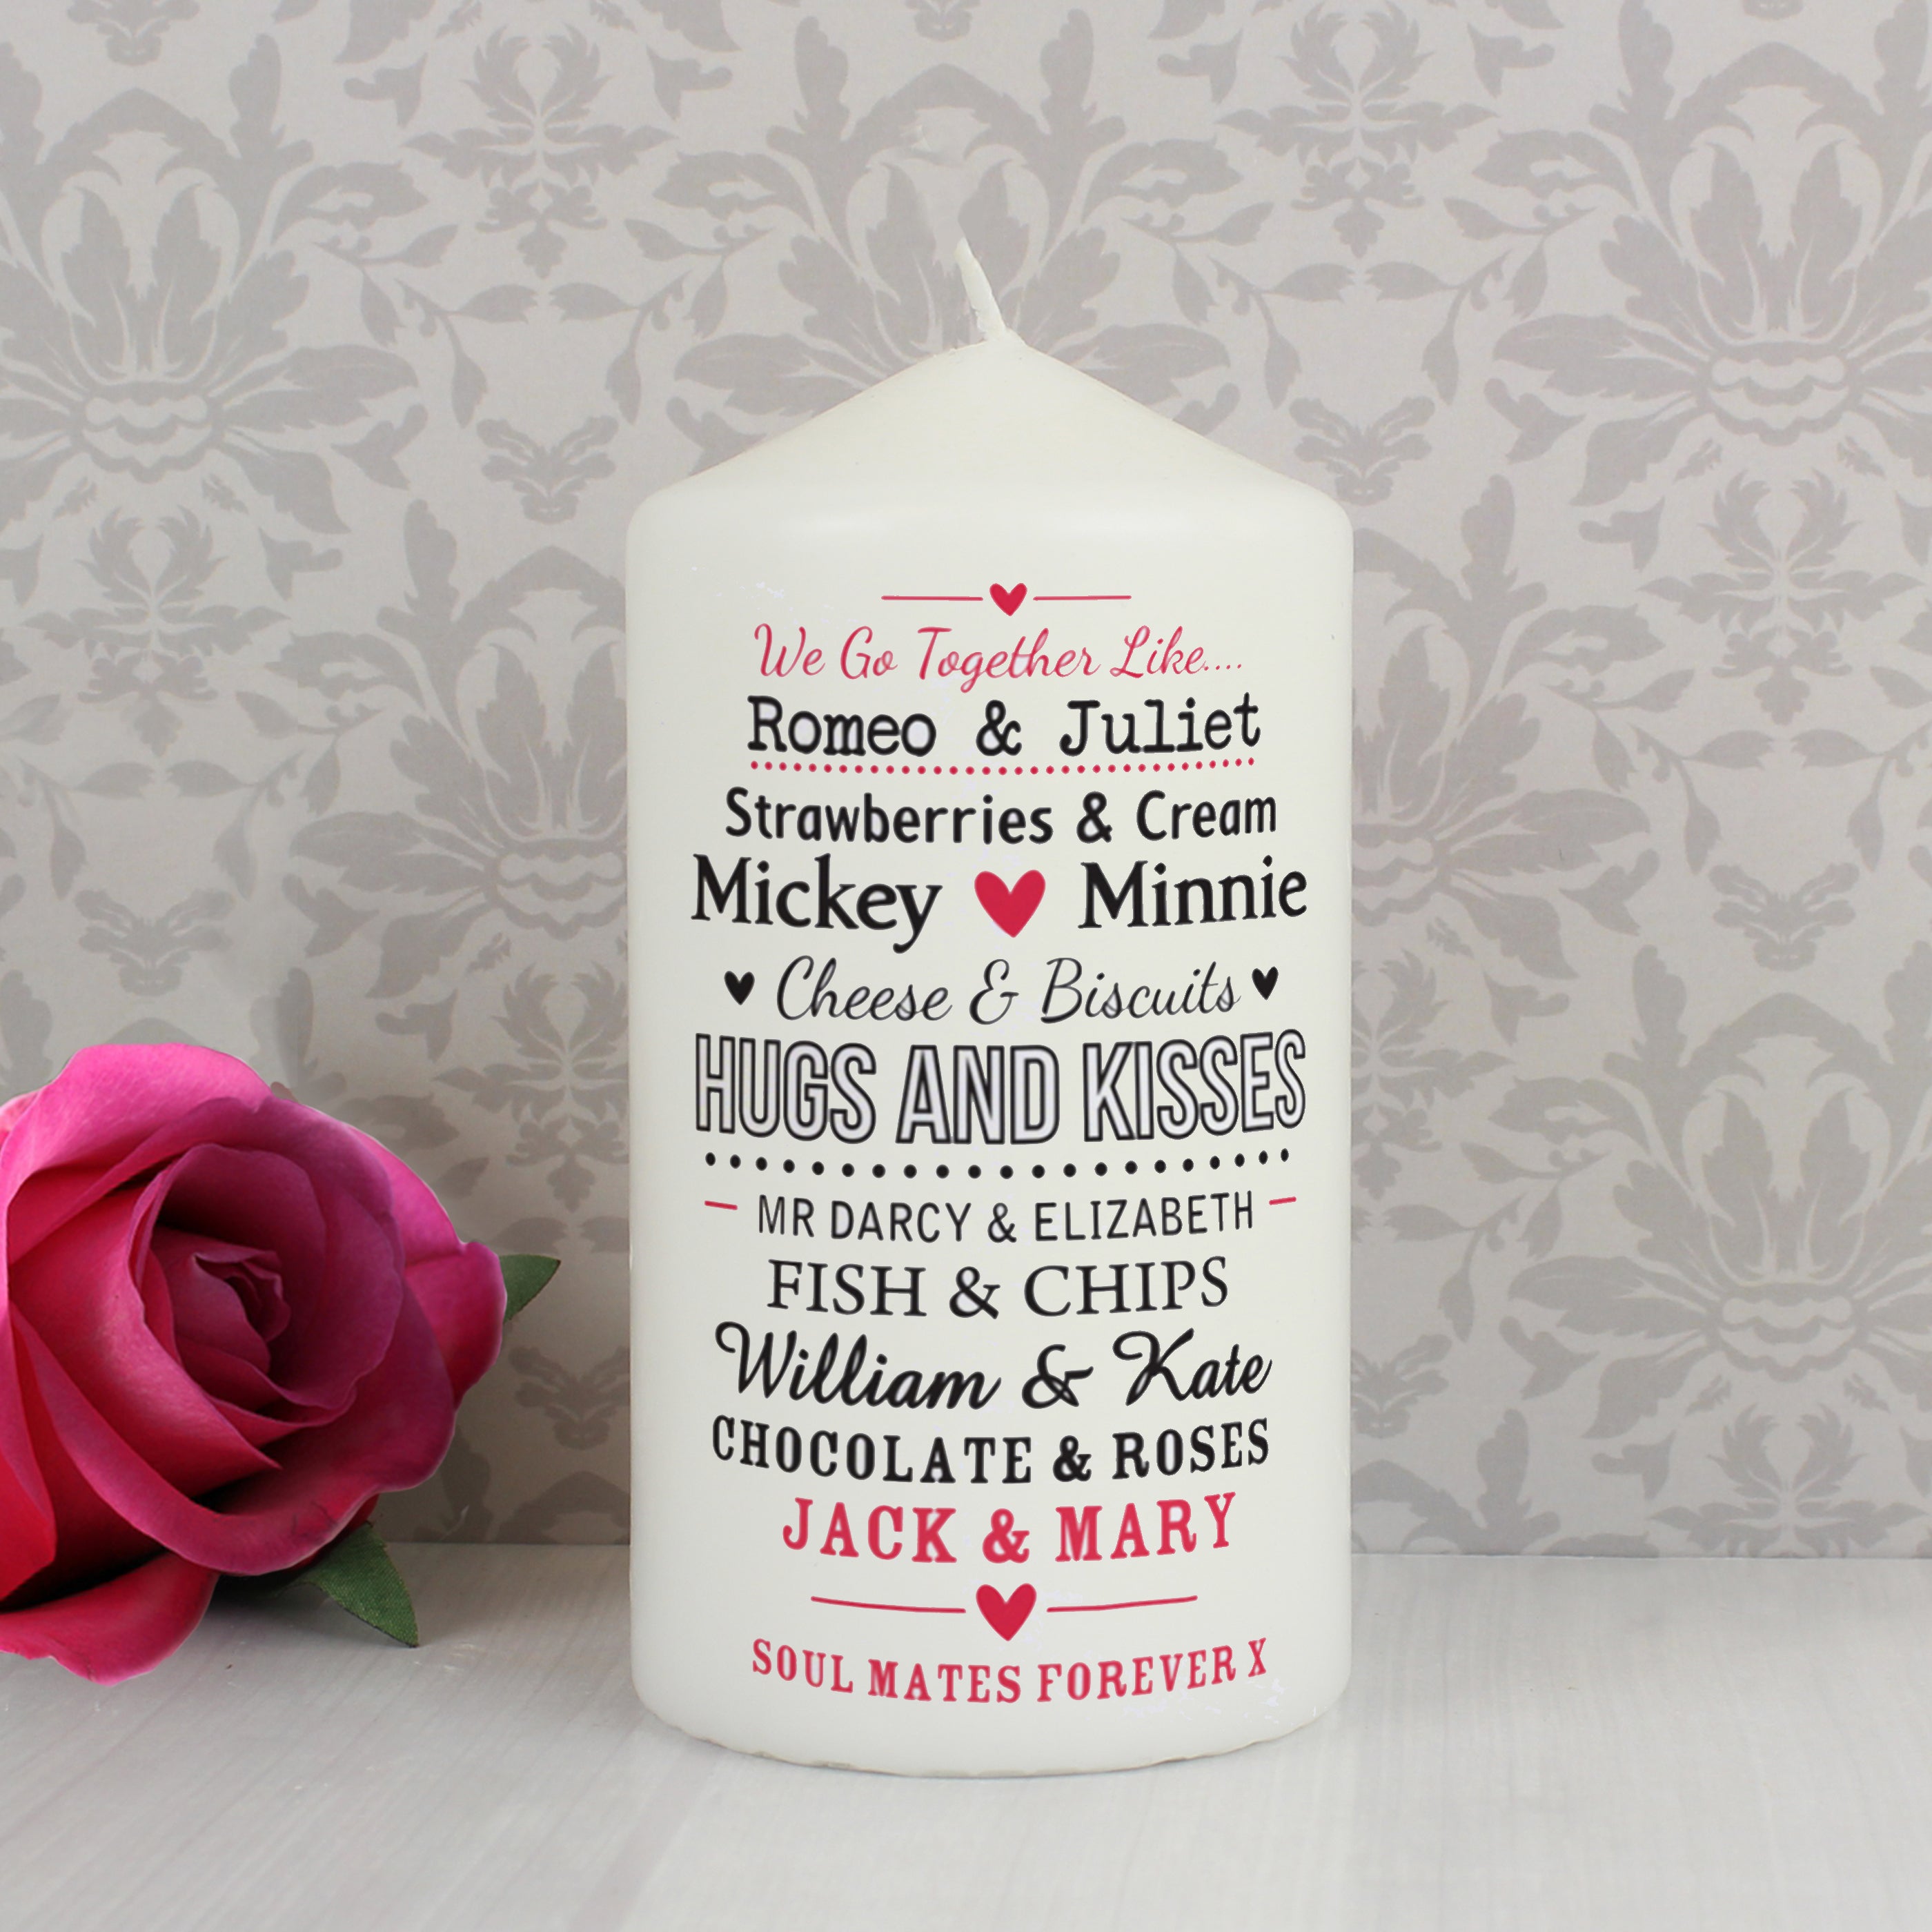 We Go Together Like....
Romeo & Juliet
Strawberries & Cream
Mickey Minnie
Cheese & Biscuits
HUGS AND KISSES
MR DARCY & ELIZABETH
FISH & CHIPS
William & Kate
CHOCOLATE & ROSES
JACK & MARY
SOUL MATES FOREVER X